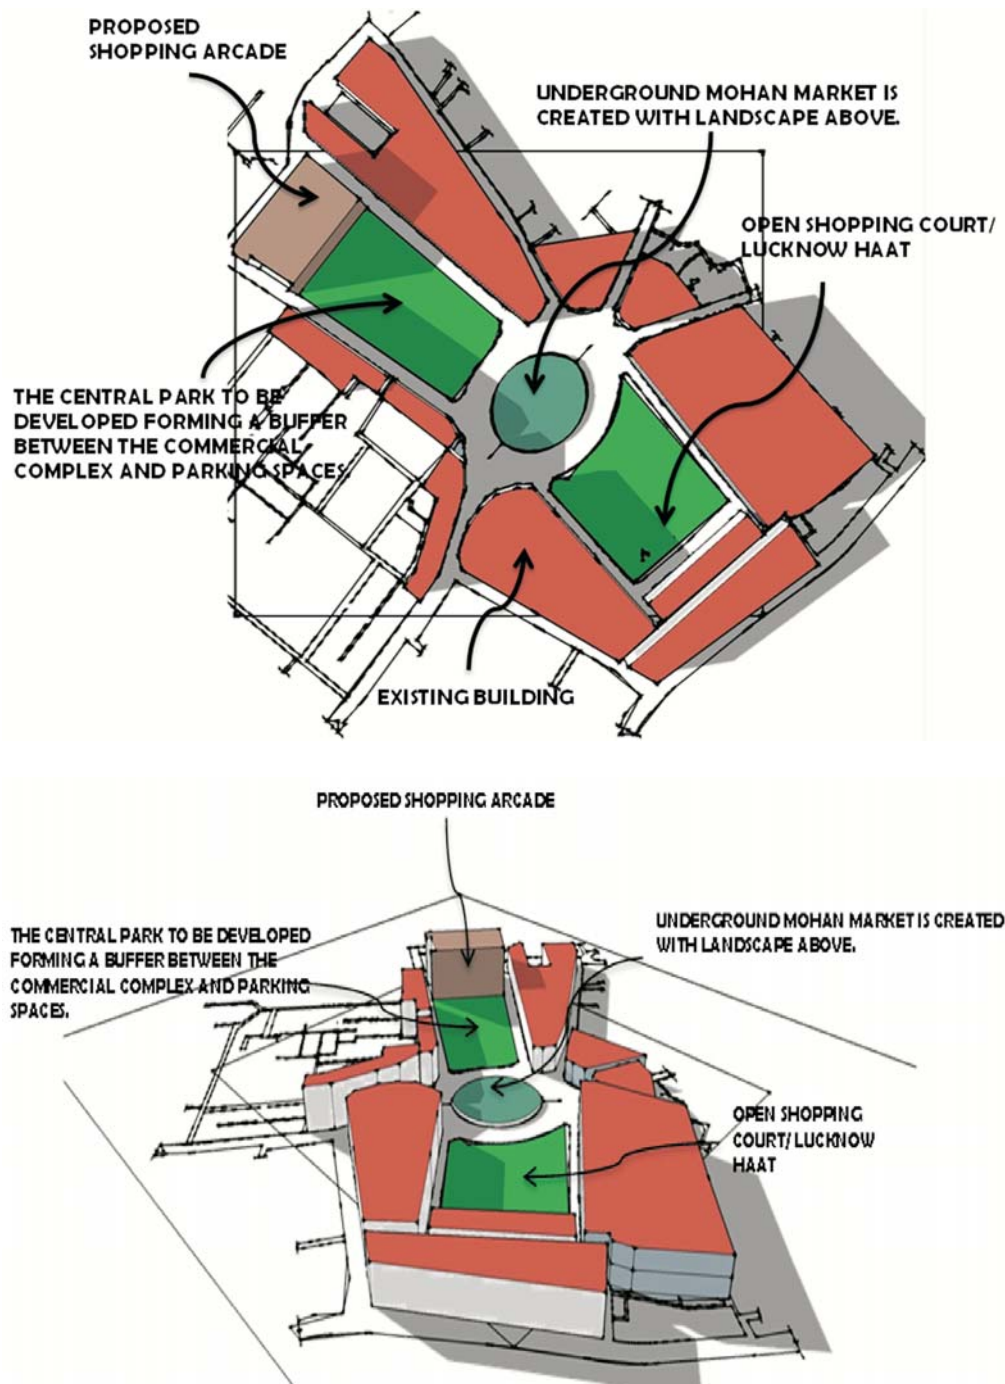 PROPOSED
SHOPPING ARCADE
UNDERGROUND MOHAN MARKET IS
CREATED WITH LANDSCAPE ABOVE.
OPEN SHOPPING COURT/
LUCKNOW HAAT
THE CENTRAL PARK TO BE
DEVELOPED FORMING A BUFFER
BETWEEN THE COMMERCIAL
COMPLEX AND PARKING SPACES
EXISTING BUILDING
PROPOSED SHOPPING ARCADE
THE CENTRAL PARK TO BE DEVELOPED
FORMING A BUFFER BETWEEN THE
COMMERCIAL COMPLEX AND PARKING
SPACES.
UNDERGROUND MOHAN MARKET IS CREATED
WITH LANDSCAPE ABOVE.
OPEN SHOPPING
COURT/ LUCKNOW
HAAT